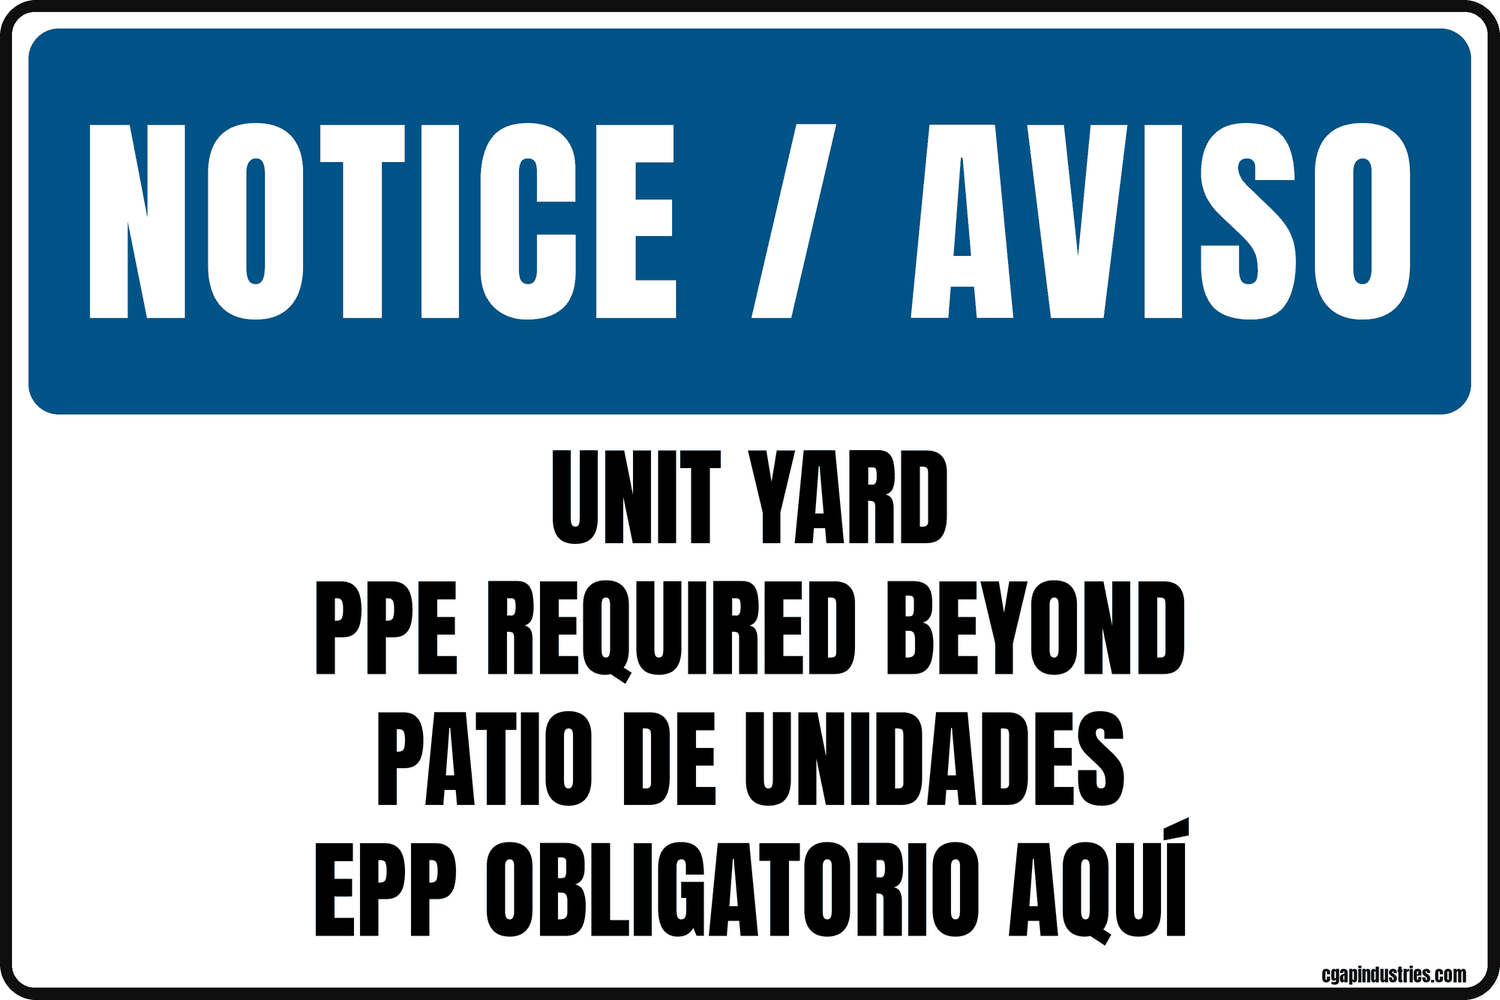 NOTICE / AVISO
UNIT YARD
PPE REQUIRED BEYOND
PATIO DE UNIDADES
EPP OBLIGATORIO AQUÍ
cgapindustries.com